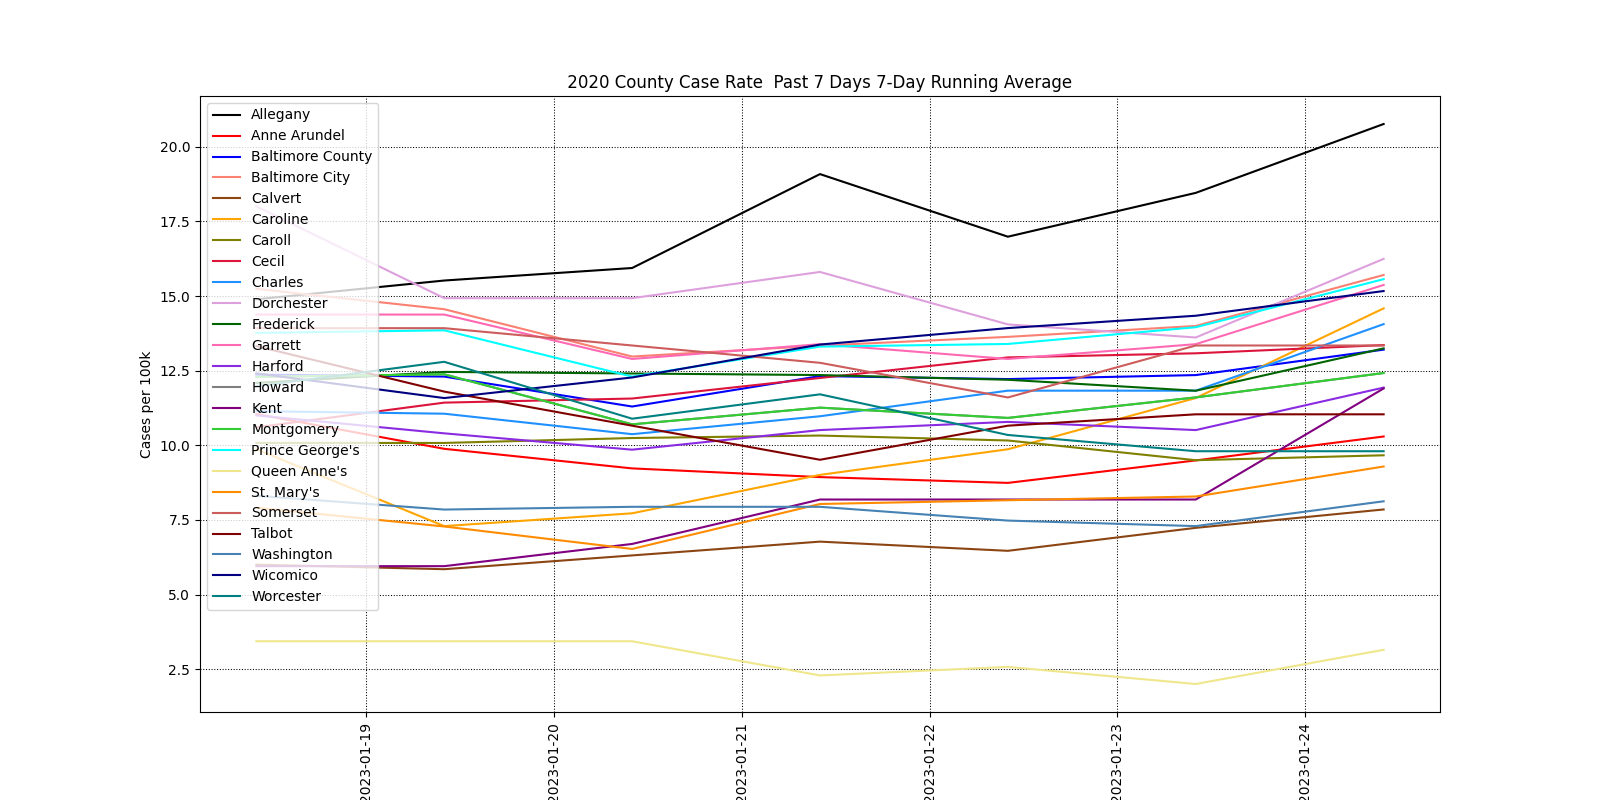 2020 County Case Rate  Past 7 Days 7-Day Running Average
Cases per 100k
20.0
17.5
15.0
12.5
10.0
7.5
5.0
2.5
Allegany
Anne Arundel
Baltimore County
Baltimore City
Calvert
Caroline
Caroll
Cecil
Charles
Dorchester
Frederick
Garrett
Harford
Howard
Kent
Montgomery
Prince George's
Queen Anne's
St. Mary's
Somerset
Talbot
Washington
Wicomico
Worcester
2023-01-19
2023-01-20
2023-01-21
2023-01-22
2023-01-23
2023-01-24